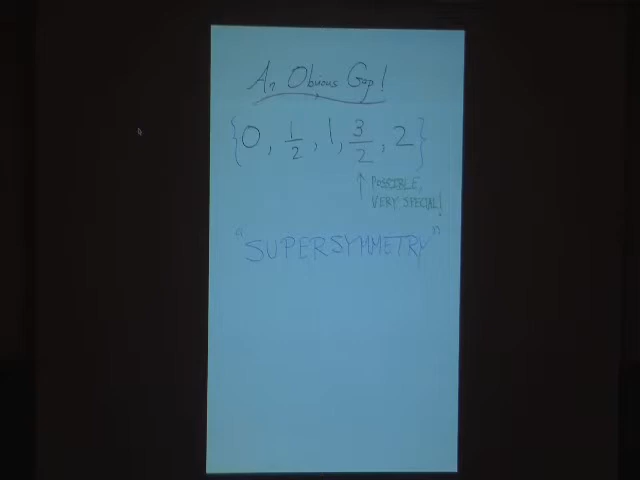 An Obvious Gap!
{0, 1/2, 1, 3/2, 2}
↑ POSSIBLE,
VERY SPECIAL!
"SUPERSYMMETRY"